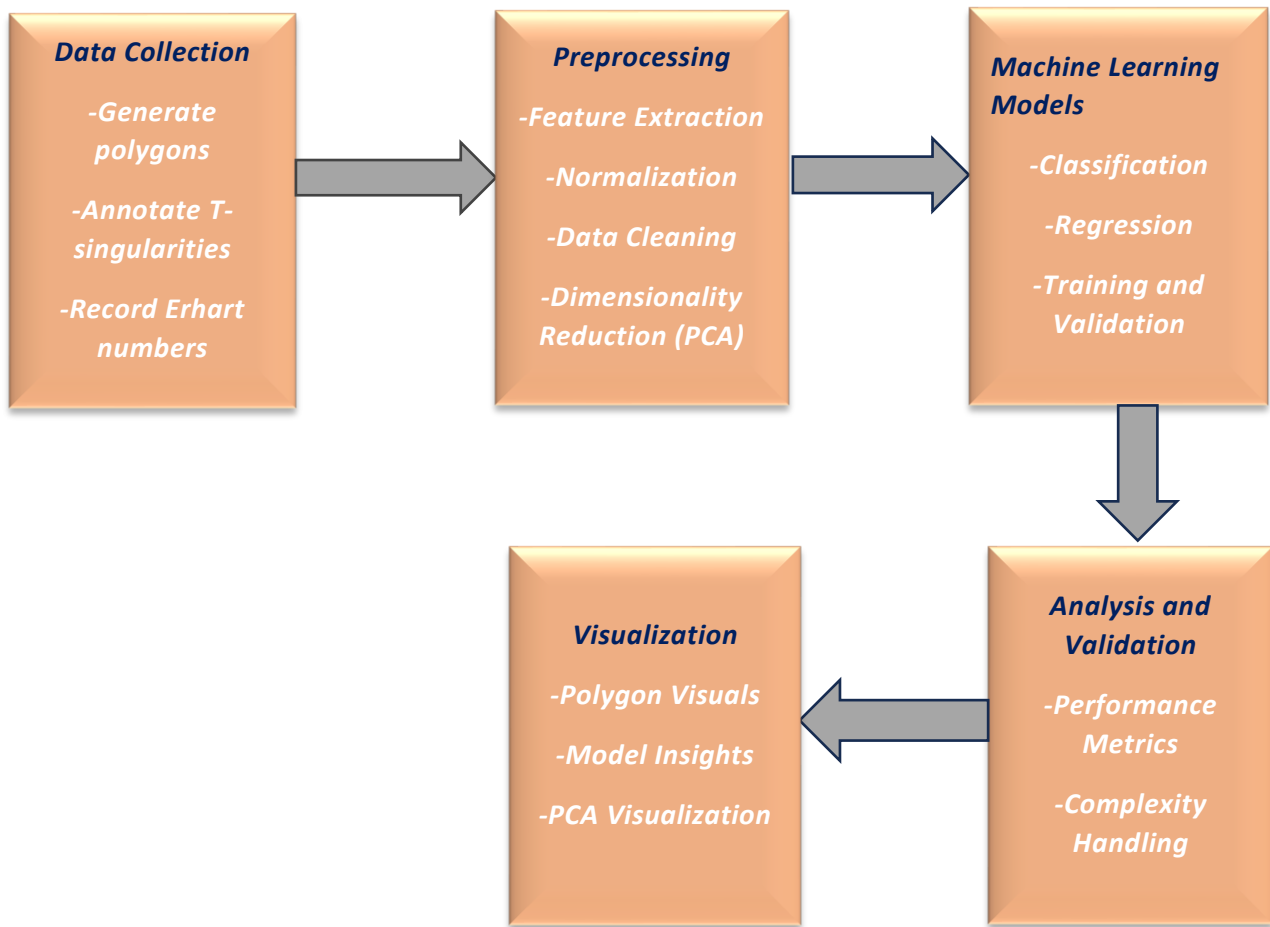 Data Collection
-Generate
polygons
-Annotate T-
singularities
-Record Erhart
numbers
Preprocessing
-Feature Extraction
-Normalization
-Data Cleaning
-Dimensionality
Reduction (PCA)
Machine Learning
Models
-Classification
-Regression
-Training and
Validation
Analysis and
Validation
-Performance
Metrics
-Complexity
Handling
Visualization
-Polygon Visuals
-Model Insights
-PCA Visualization